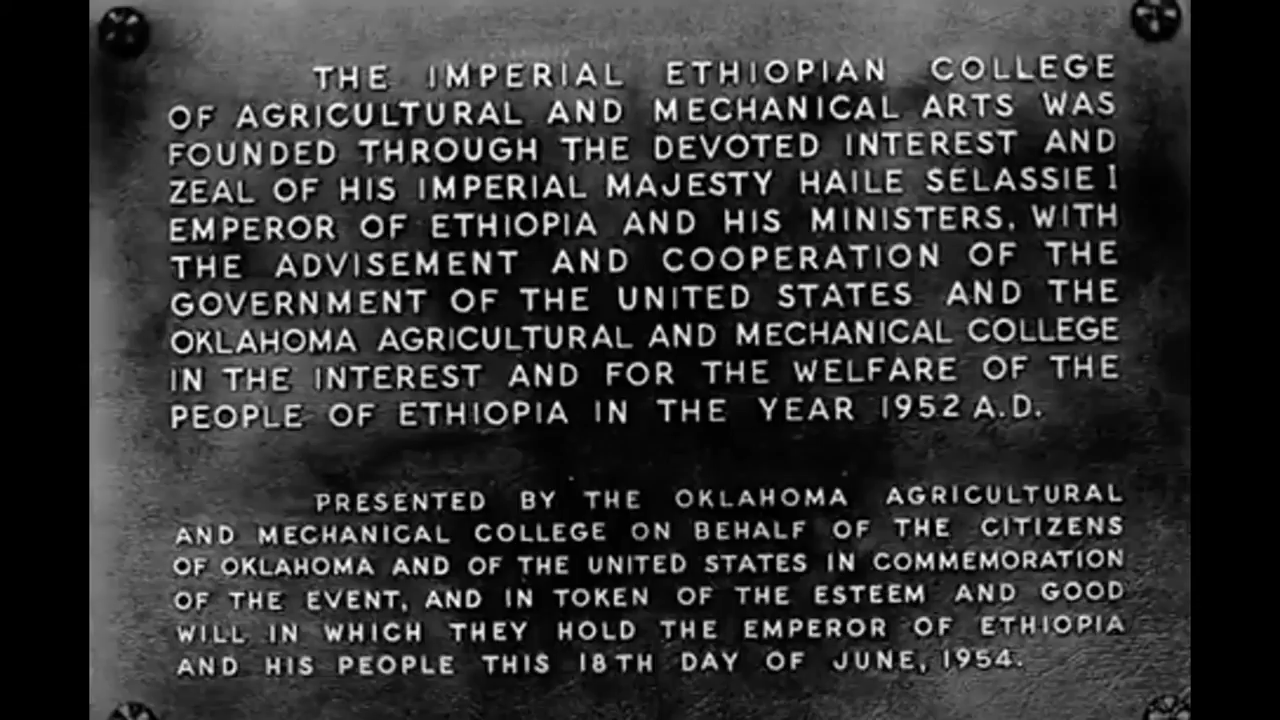 THE IMPERIAL ETHIOPIAN COLLEGE
OF AGRICULTURAL AND MECHANICAL ARTS WAS
FOUNDED THROUGH THE DEVOTED INTEREST AND
ZEAL OF HIS IMPERIAL MAJESTY HAILE SELASSIE I
EMPEROR OF ETHIOPIA AND HIS MINISTERS, WITH
THE ADVISEMENT AND COOPERATION OF THE
GOVERNMENT OF THE UNITED STATES AND THE
OKLAHOMA AGRICULTURAL AND MECHANICAL COLLEGE
IN THE INTEREST AND FOR THE WELFARE OF THE
PEOPLE OF ETHIOPIA IN THE YEAR 1952 A.D.
PRESENTED BY THE OKLAHOMA AGRICULTURAL
AND MECHANICAL COLLEGE ON BEHALF OF THE CITIZENS
OF OKLAHOMA AND OF THE UNITED STATES IN COMMEMORATION
OF THE EVENT, AND IN TOKEN OF THE ESTEEM AND GOOD
WILL IN WHICH THEY HOLD THE EMPEROR OF ETHIOPIA
AND HIS PEOPLE THIS 18TH DAY OF JUNE, 1954.